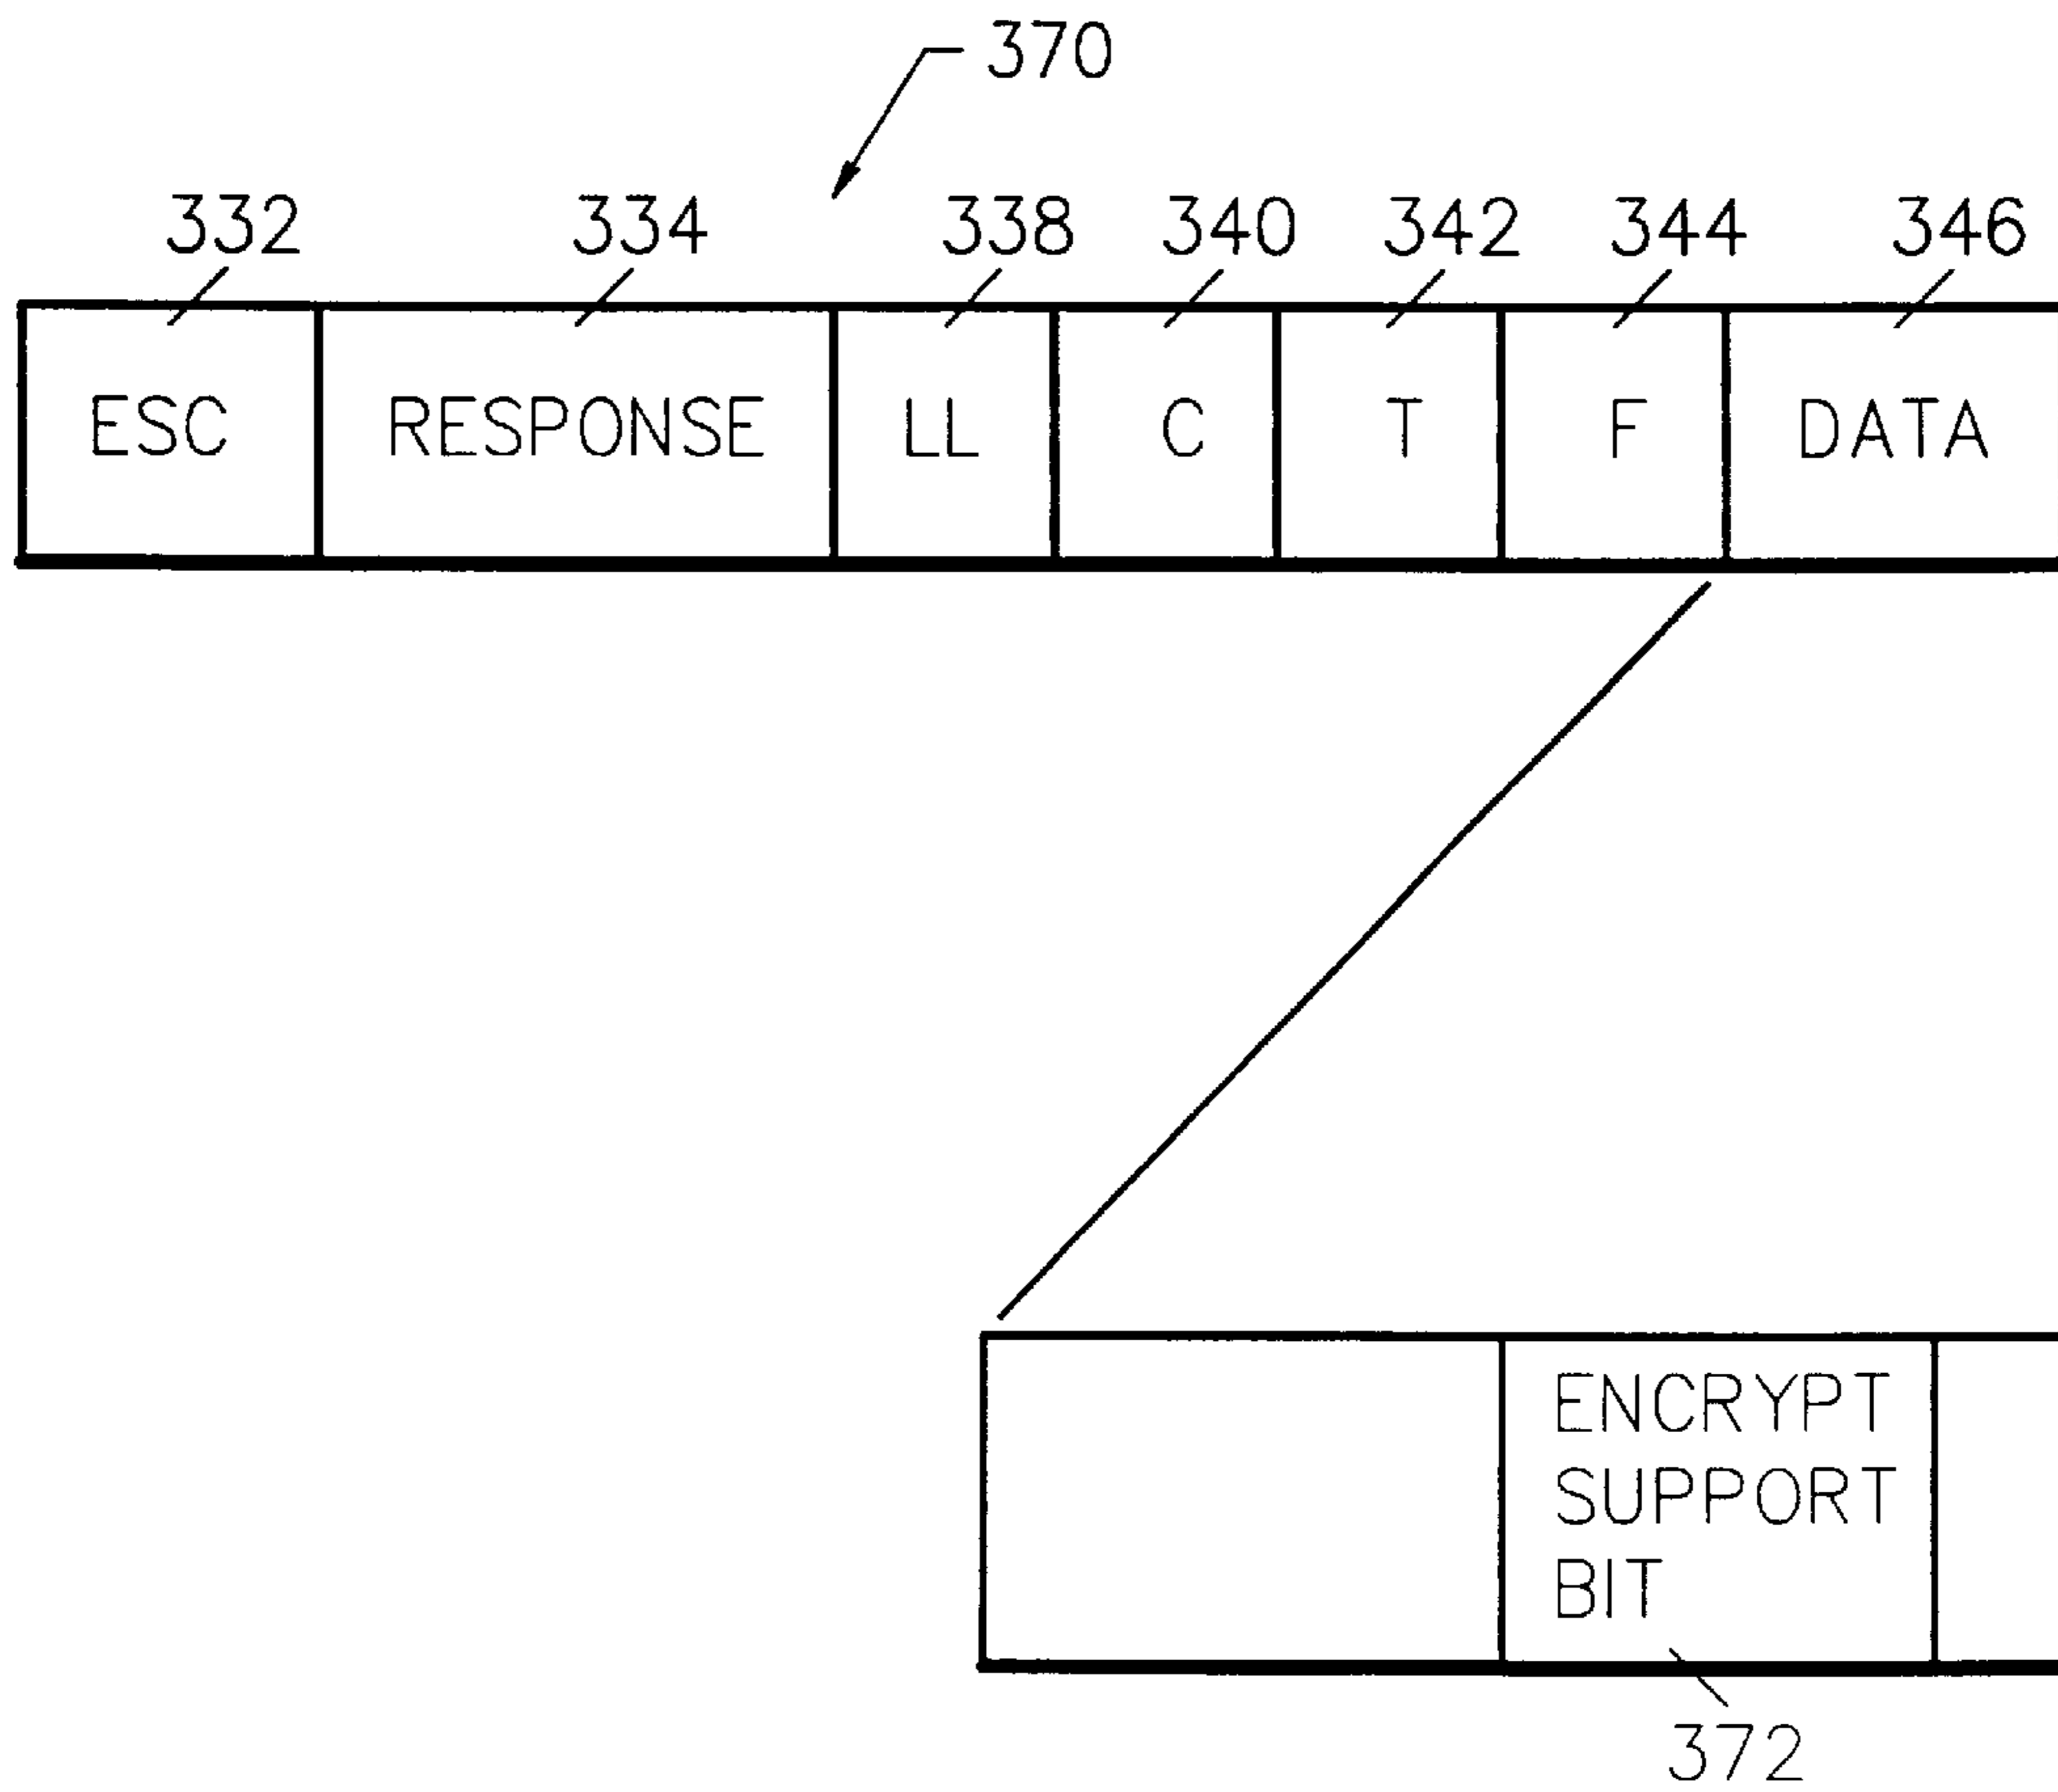 370
332 334 338 340 342 344 346
ESC RESPONSE LL C T F DATA
ENCRYPT
SUPPORT
BIT
372